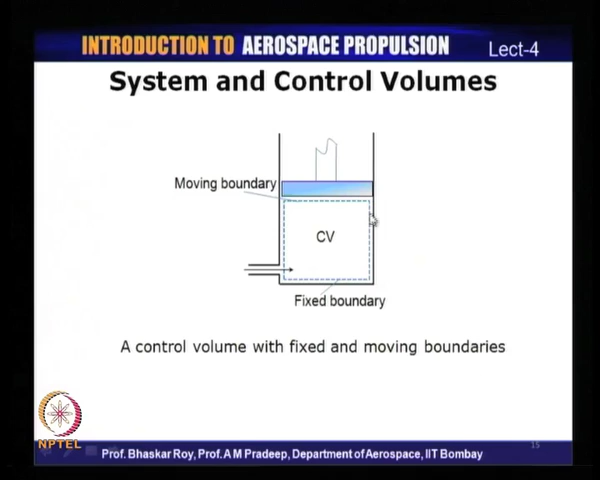 INTRODUCTION TO AEROSPACE PROPULSION
Lect-4
System and Control Volumes
Moving boundary
CV
Fixed boundary
A control volume with fixed and moving boundaries
NPTEL
15
Prof. Bhaskar Roy, Prof. A M Pradeep, Department of Aerospace, IIT Bombay